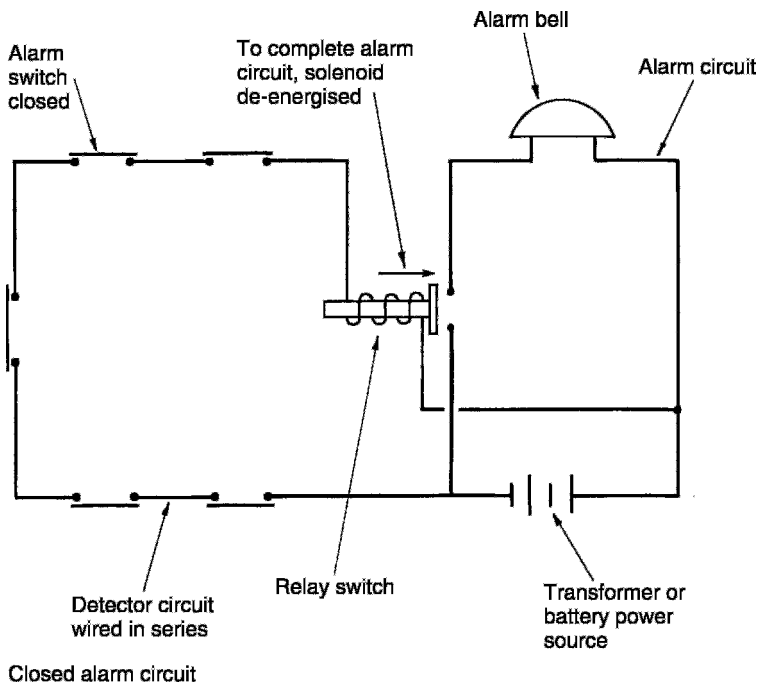 Alarm bell
Alarm
switch
closed
To complete alarm
circuit, solenoid
de-energised
Alarm circuit
Relay switch
Detector circuit
wired in series
Transformer or
battery power
source
Closed alarm circuit